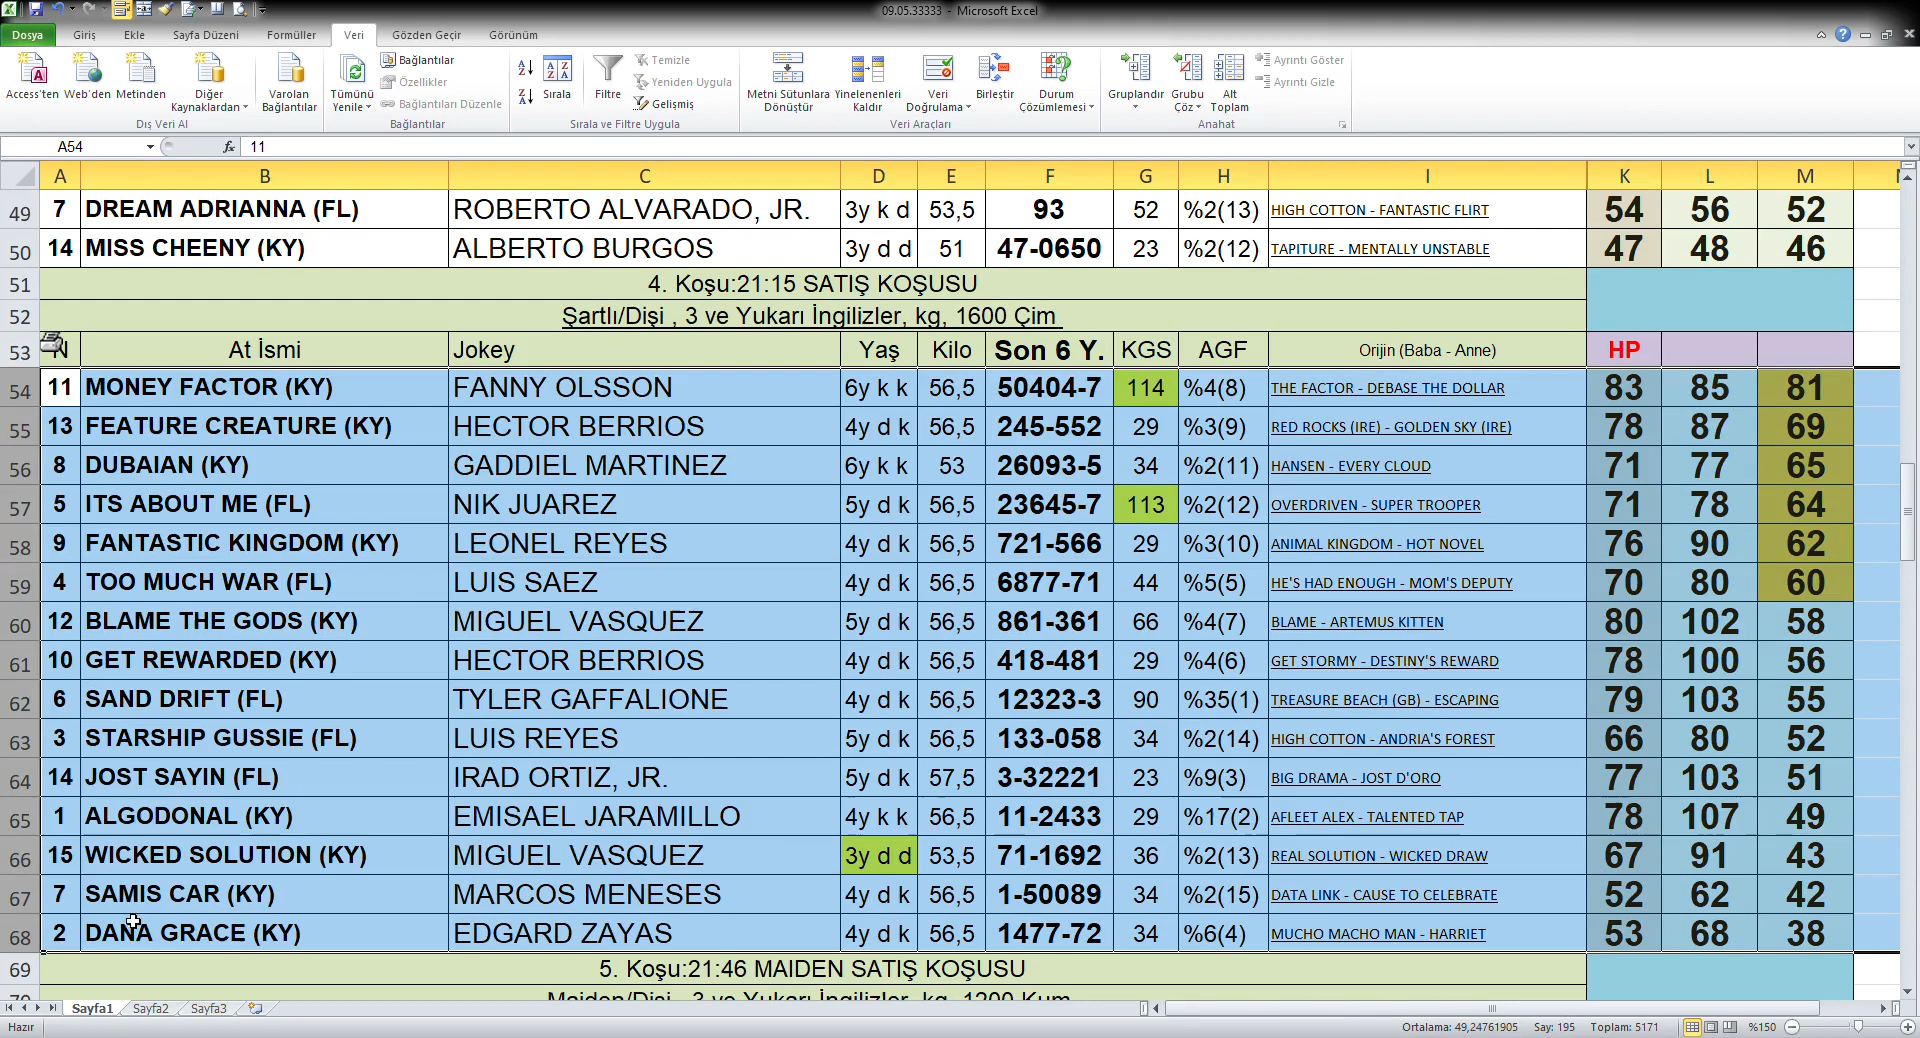 09.05.33333 - Microsoft Excel
Dosya Giriş Ekle Sayfa Düzeni Formüller Veri Gözden Geçir Görünüm
Access'ten Web'den Metinden Diğer Kaynaklardan Varolan Bağlantılar Tümünü Yenile Bağlantılar Özellikler Bağlantıları Düzenle Sırala Filtre Temizle Yeniden Uygula Gelişmiş Metni Sütunlara Dönüştür Yinelenenleri Kaldır Veri Doğrulama Birleştir Durum Çözümlemesi Gruplandır Grubu Çöz Alt Toplam Ayrıntı Göster Ayrıntı Gizle
Dış Veri Al Bağlantılar Sırala ve Filtre Uygula Veri Araçları Anahat
A54 fx 11
A B C D E F G H I K L M
49 7 DREAM ADRIANNA (FL) ROBERTO ALVARADO, JR. 3y k d 53,5 93 52 %2(13) HIGH COTTON - FANTASTIC FLIRT 54 56 52
50 14 MISS CHEENY (KY) ALBERTO BURGOS 3y d d 51 47-0650 23 %2(12) TAPITURE - MENTALLY UNSTABLE 47 48 46
51 4. Koşu:21:15 SATIŞ KOŞUSU
52 Şartlı/Dişi , 3 ve Yukarı İngilizler, kg, 1600 Çim
53 N At İsmi Jokey Yaş Kilo Son 6 Y. KGS AGF Orijin (Baba - Anne) HP
54 11 MONEY FACTOR (KY) FANNY OLSSON 6y k k 56,5 50404-7 114 %4(8) THE FACTOR - DEBASE THE DOLLAR 83 85 81
55 13 FEATURE CREATURE (KY) HECTOR BERRIOS 4y d k 56,5 245-552 29 %3(9) RED ROCKS (IRE) - GOLDEN SKY (IRE) 78 87 69
56 8 DUBAIAN (KY) GADDIEL MARTINEZ 6y k k 53 26093-5 34 %2(11) HANSEN - EVERY CLOUD 71 77 65
57 5 ITS ABOUT ME (FL) NIK JUAREZ 5y d k 56,5 23645-7 113 %2(12) OVERDRIVEN - SUPER TROOPER 71 78 64
58 9 FANTASTIC KINGDOM (KY) LEONEL REYES 4y d k 56,5 721-566 29 %3(10) ANIMAL KINGDOM - HOT NOVEL 76 90 62
59 4 TOO MUCH WAR (FL) LUIS SAEZ 4y d k 56,5 6877-71 44 %5(5) HE'S HAD ENOUGH - MOM'S DEPUTY 70 80 60
60 12 BLAME THE GODS (KY) MIGUEL VASQUEZ 5y d k 56,5 861-361 66 %4(7) BLAME - ARTEMUS KITTEN 80 102 58
61 10 GET REWARDED (KY) HECTOR BERRIOS 4y d k 56,5 418-481 29 %4(6) GET STORMY - DESTINY'S REWARD 78 100 56
62 6 SAND DRIFT (FL) TYLER GAFFALIONE 4y d k 56,5 12323-3 90 %35(1) TREASURE BEACH (GB) - ESCAPING 79 103 55
63 3 STARSHIP GUSSIE (FL) LUIS REYES 5y d k 56,5 133-058 34 %2(14) HIGH COTTON - ANDRIA'S FOREST 66 80 52
64 14 JOST SAYIN (FL) IRAD ORTIZ, JR. 5y d k 57,5 3-32221 23 %9(3) BIG DRAMA - JOST D'ORO 77 103 51
65 1 ALGODONAL (KY) EMISAEL JARAMILLO 4y k k 56,5 11-2433 29 %17(2) AFLEET ALEX - TALENTED TAP 78 107 49
66 15 WICKED SOLUTION (KY) MIGUEL VASQUEZ 3y d d 53,5 71-1692 36 %2(13) REAL SOLUTION - WICKED DRAW 67 91 43
67 7 SAMIS CAR (KY) MARCOS MENESES 4y d k 56,5 1-50089 34 %2(15) DATA LINK - CAUSE TO CELEBRATE 52 62 42
68 2 DANA GRACE (KY) EDGARD ZAYAS 4y d k 56,5 1477-72 34 %6(4) MUCHO MACHO MAN - HARRIET 53 68 38
69 5. Koşu:21:46 MAIDEN SATIŞ KOŞUSU
70 Maiden/Dişi , 3 ve Yukarı İngilizler, kg, 1200 Kum
Sayfa1 Sayfa2 Sayfa3
Hazır Ortalama: 49,24761905 Say: 195 Toplam: 5171 %150